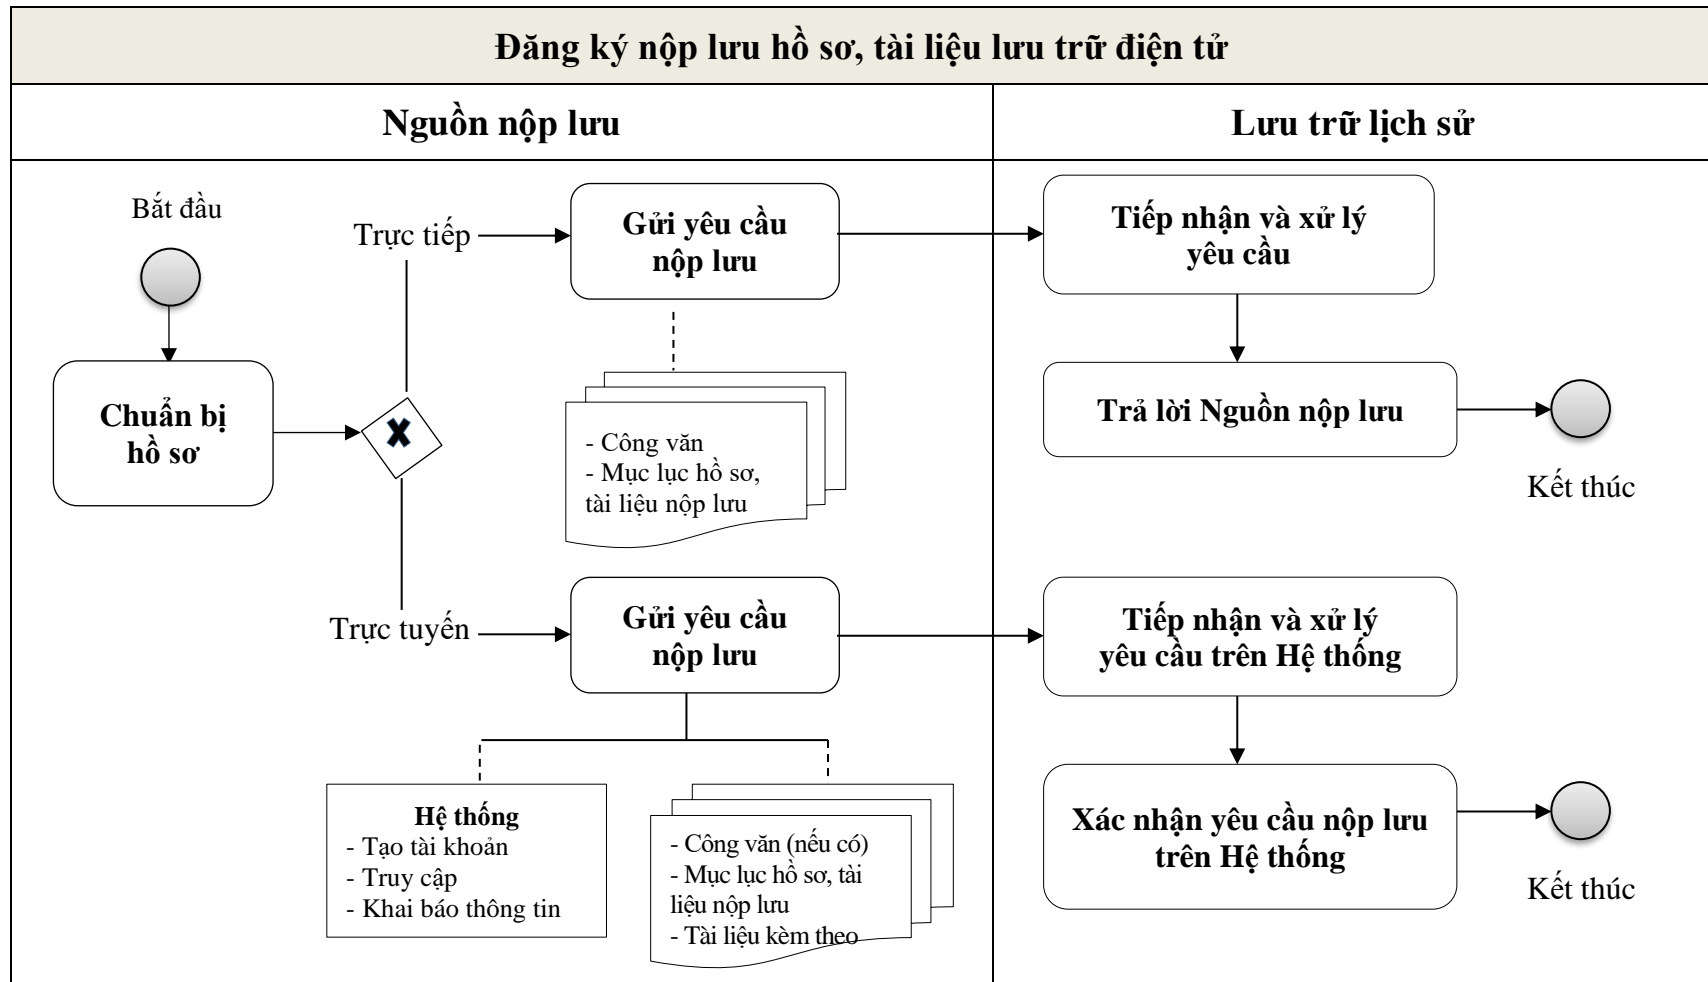 Đăng ký nộp lưu hồ sơ, tài liệu lưu trữ điện tử
Nguồn nộp lưu
Lưu trữ lịch sử
Bắt đầu
Chuẩn bị
hồ sơ
Trực tiếp
Gửi yêu cầu
nộp lưu
- Công văn
- Mục lục hồ sơ,
tài liệu nộp lưu
Tiếp nhận và xử lý
yêu cầu
Trả lời Nguồn nộp lưu
Kết thúc
Trực tuyến
Gửi yêu cầu
nộp lưu
Hệ thống
- Tạo tài khoản
- Truy cập
- Khai báo thông tin
- Công văn (nếu có)
- Mục lục hồ sơ, tài
liệu nộp lưu
- Tài liệu kèm theo
Tiếp nhận và xử lý
yêu cầu trên Hệ thống
Xác nhận yêu cầu nộp lưu
trên Hệ thống
Kết thúc